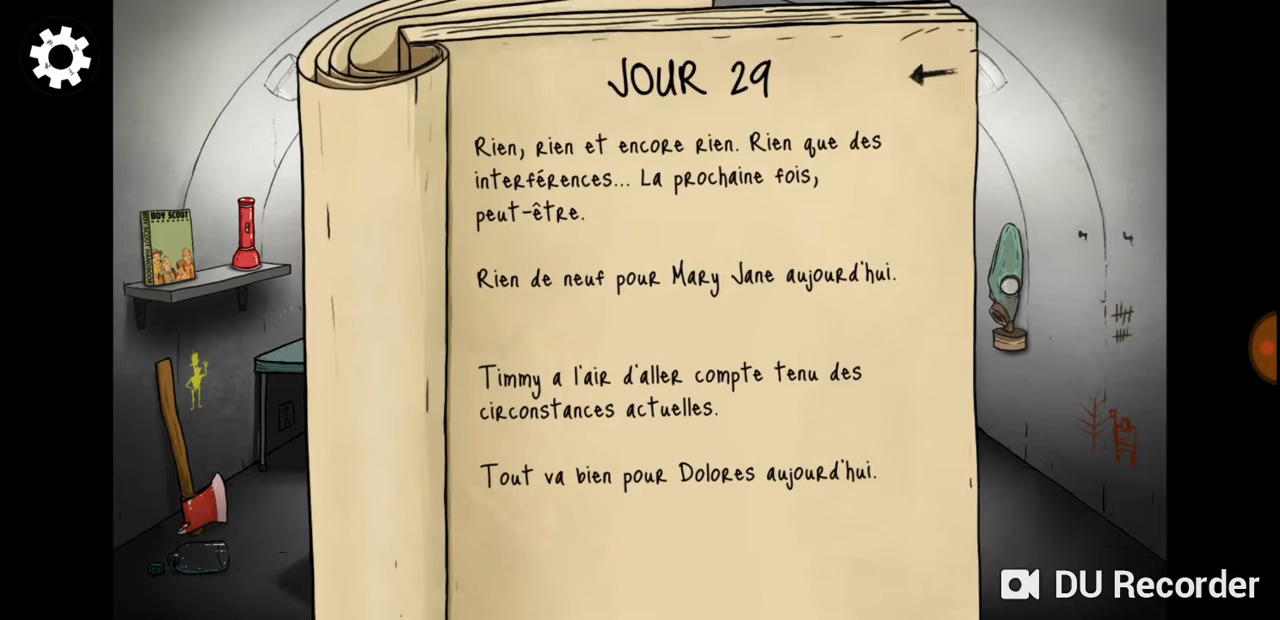 JOUR 29
Rien, rien et encore rien. Rien que des
interférences... La prochaine fois,
peut-être.
Rien de neuf pour Mary Jane aujourd'hui.
Timmy a l'air d'aller compte tenu des
circonstances actuelles.
Tout va bien pour Dolores aujourd'hui.
BOY SCOUT
DU Recorder